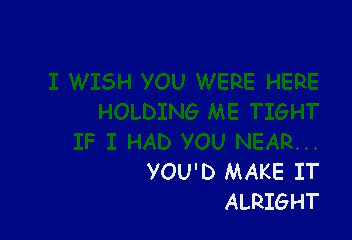 I WISH YOU WERE HERE
HOLDING ME TIGHT
IF I HAD YOU NEAR...
YOU'D MAKE IT
ALRIGHT